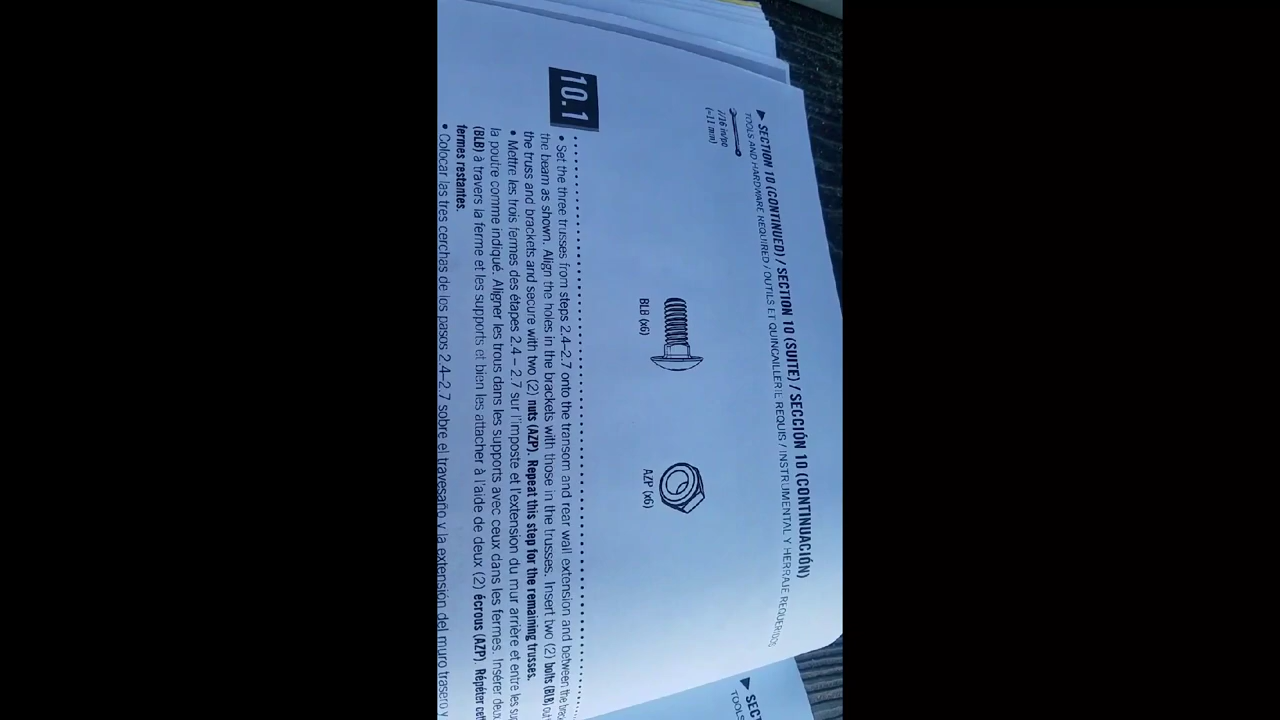 ▶ SECTION 10 (CONTINUED) / SECTION 10 (SUITE) / SECCIÓN 10 (CONTINUACIÓN)
TOOLS AND HARDWARE REQUIRED / OUTILS ET QUINCAILLERIE REQUIS / INSTRUMENTAL Y HERRAJE REQUERIDOS
7/16 in/po
(≈11 mm)
BLB (x6)
AZP (x6)
10.1
• Set the three trusses from steps 2.4–2.7 onto the transom and rear wall extension and between the
the beam as shown. Align the holes in the brackets with those in the trusses. Insert two (2) bolts (BLB)
the truss and brackets and secure with two (2) nuts (AZP). Repeat this step for the remaining trusses.
• Mettre les trois fermes des étapes 2.4 – 2.7 sur l'imposte et l'extension du mur arrière et entre les
la poutre comme indiqué. Aligner les trous dans les supports avec ceux dans les fermes. Insérer
(BLB) à travers la ferme et les supports et bien les attacher à l'aide de deux (2) écrous (AZP). Répéter
fermes restantes.
• Colocar las tres cerchas de los pasos 2.4–2.7 sobre el travesaño y la extensión del muro trasero y
▶ SECT
TOOLS